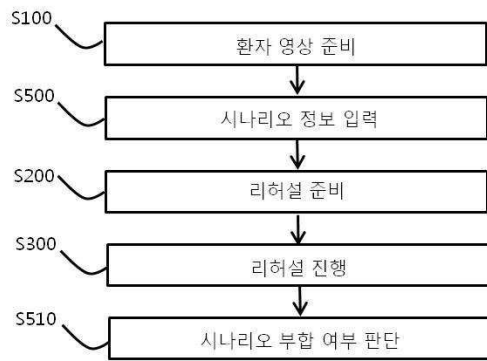 S100
환자 영상 준비
S500
시나리오 정보 입력
S200
리허설 준비
S300
리허설 진행
S510
시나리오 부합 여부 판단